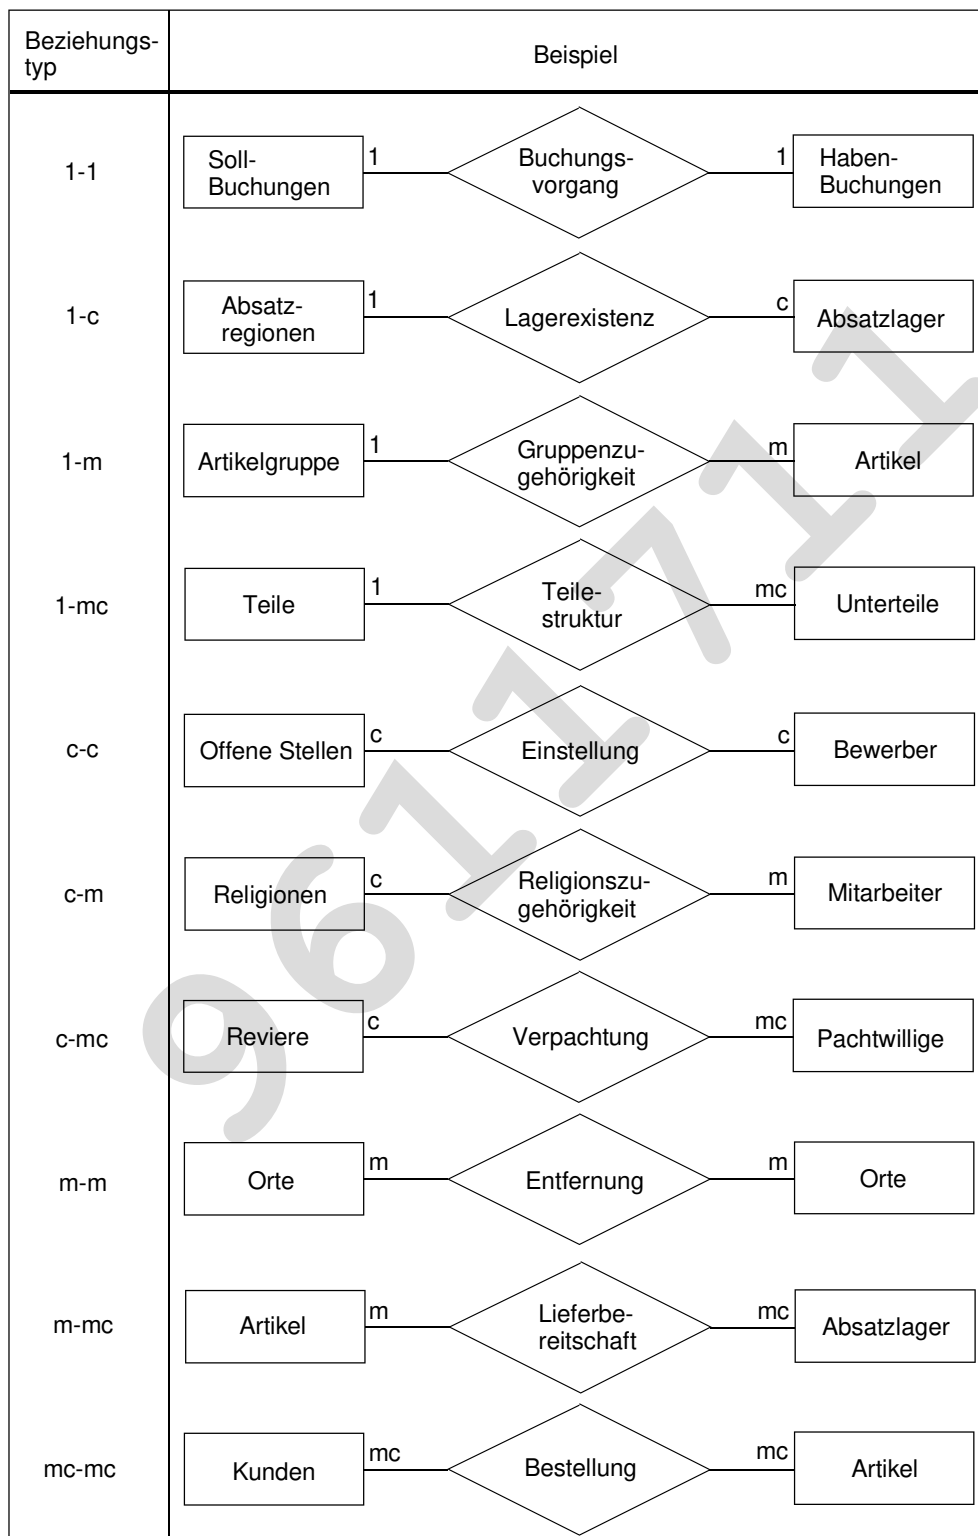 Beziehungs-
typ
Beispiel
1-1
Soll-
Buchungen
1
Buchungs-
vorgang
1
Haben-
Buchungen
1-c
Absatz-
regionen
1
Lagerexistenz
c
Absatzlager
1-m
Artikelgruppe
1
Gruppenzu-
gehörigkeit
m
Artikel
1-mc
Teile
1
Teile-
struktur
mc
Unterteile
c-c
Offene Stellen
c
Einstellung
c
Bewerber
c-m
Religionen
c
Religionszu-
gehörigkeit
m
Mitarbeiter
c-mc
Reviere
c
Verpachtung
mc
Pachtwillige
m-m
Orte
m
Entfernung
m
Orte
m-mc
Artikel
m
Lieferbe-
reitschaft
mc
Absatzlager
mc-mc
Kunden
mc
Bestellung
mc
Artikel
9611711